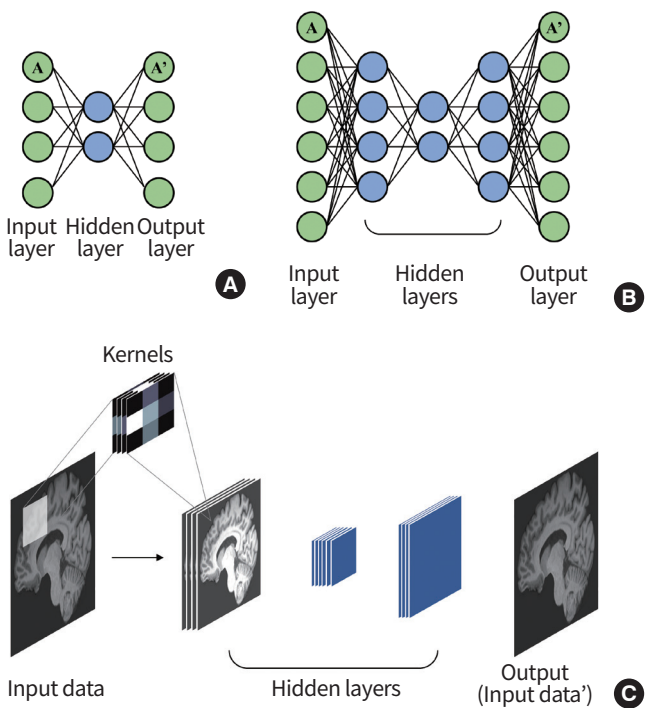 A A'
Input Hidden Output
layer layer layer
A
A A'
Input Hidden Output
layer layers layer
B
Kernels
Input data Hidden layers Output
(Input data')
C